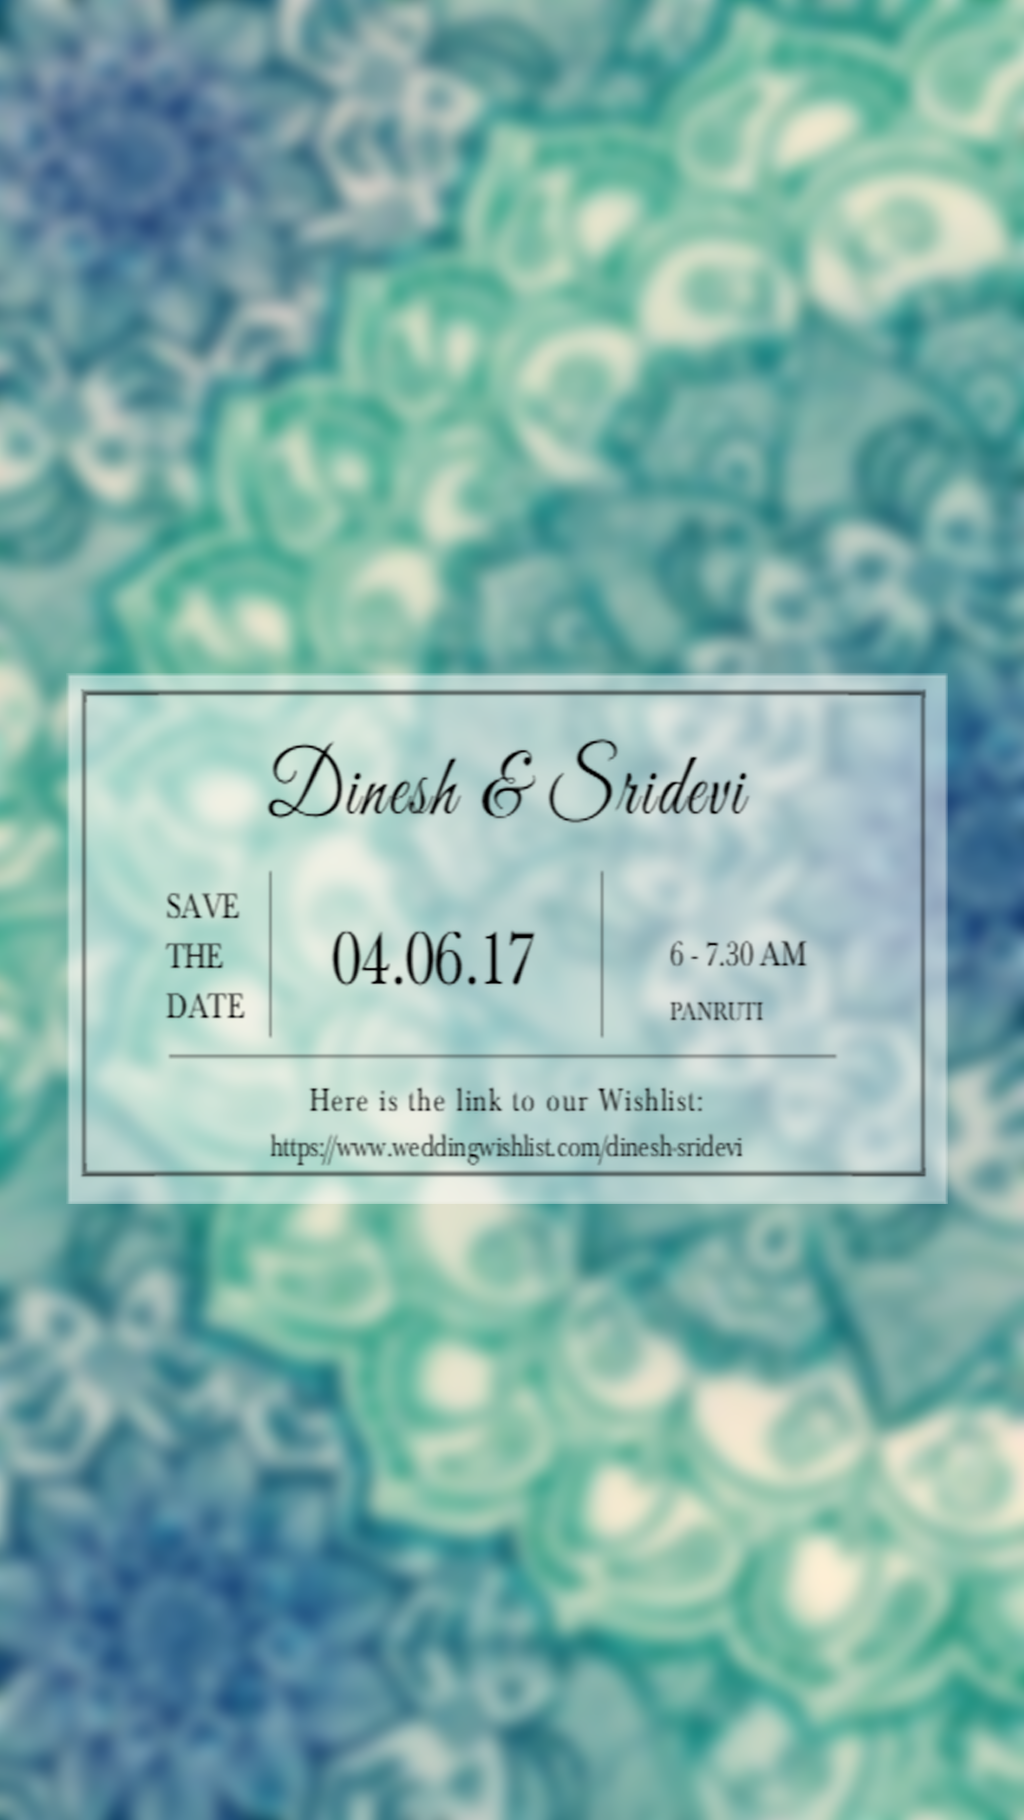 Dinesh & Sridevi
SAVE
THE
DATE
04.06.17
6 - 7.30 AM
PANRUTI
Here is the link to our Wishlist:
https://www.weddingwishlist.com/dinesh-sridevi